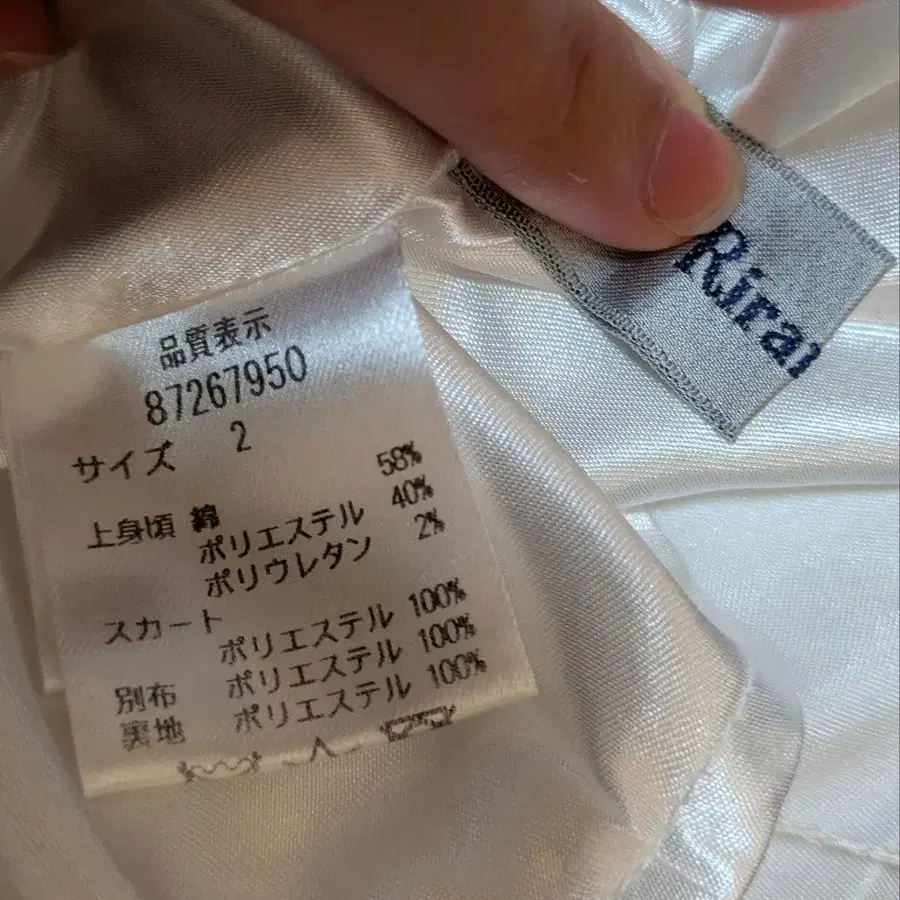 Riran
品質表示
87267950
サイズ 2
上身頃 綿 58%
ポリエステル 40%
ポリウレタン 2%
スカート
ポリエステル 100%
別布 ポリエステル 100%
裏地 ポリエステル 100%